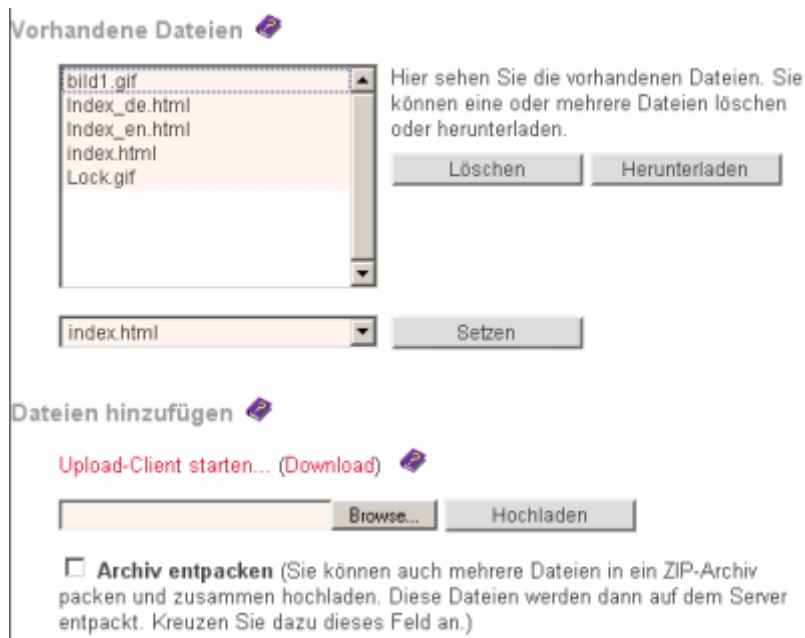 Vorhandene Dateien
bild1.gif
Index_de.html
Index_en.html
index.html
Lock.gif
Hier sehen Sie die vorhandenen Dateien. Sie
können eine oder mehrere Dateien löschen
oder herunterladen.
Löschen Herunterladen
index.html Setzen
Dateien hinzufügen
Upload-Client starten... (Download)
Browse... Hochladen
Archiv entpacken (Sie können auch mehrere Dateien in ein ZIP-Archiv
packen und zusammen hochladen. Diese Dateien werden dann auf dem Server
entpackt. Kreuzen Sie dazu dieses Feld an.)